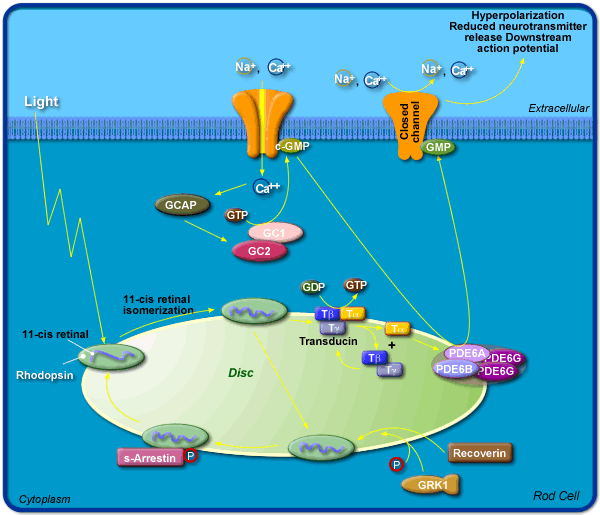 Hyperpolarization
Reduced neurotransmitter
release Downstream
action potential
Na+, Ca++
Na+, Ca++
Na+, Ca++
Light
Extracellular
Closed channel
c-GMP
GMP
Ca++
GCAP
GTP
GC1
GC2
11-cis retinal
isomerization
GDP
GTP
Tβ
Tα
Tγ
Tα
Transducin
+
Tβ
Tγ
11-cis retinal
Rhodopsin
Disc
PDE6A
PDE6G
PDE6B
PDE6G
s-Arrestin
P
Recoverin
P
GRK1
Cytoplasm
Rod Cell